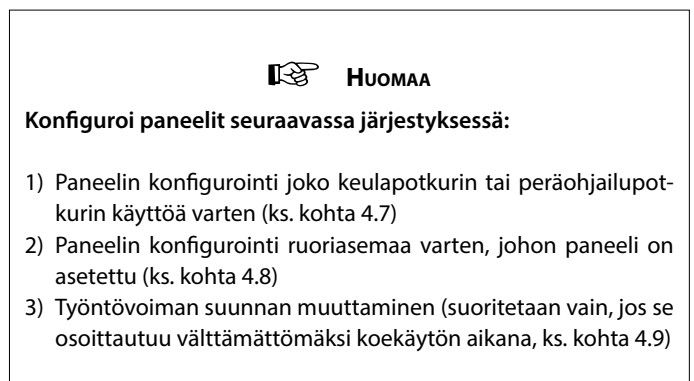 Huomaa
Konfiguroi paneelit seuraavassa järjestyksessä:
1) Paneelin konfigurointi joko keulapotkurin tai peräohjailupot-
kurin käyttöä varten (ks. kohta 4.7)
2) Paneelin konfigurointi ruoriasemaa varten, johon paneeli on
asetettu (ks. kohta 4.8)
3) Työntövoiman suunnan muuttaminen (suoritetaan vain, jos se
osoittautuu välttämättömäksi koekäytön aikana, ks. kohta 4.9)